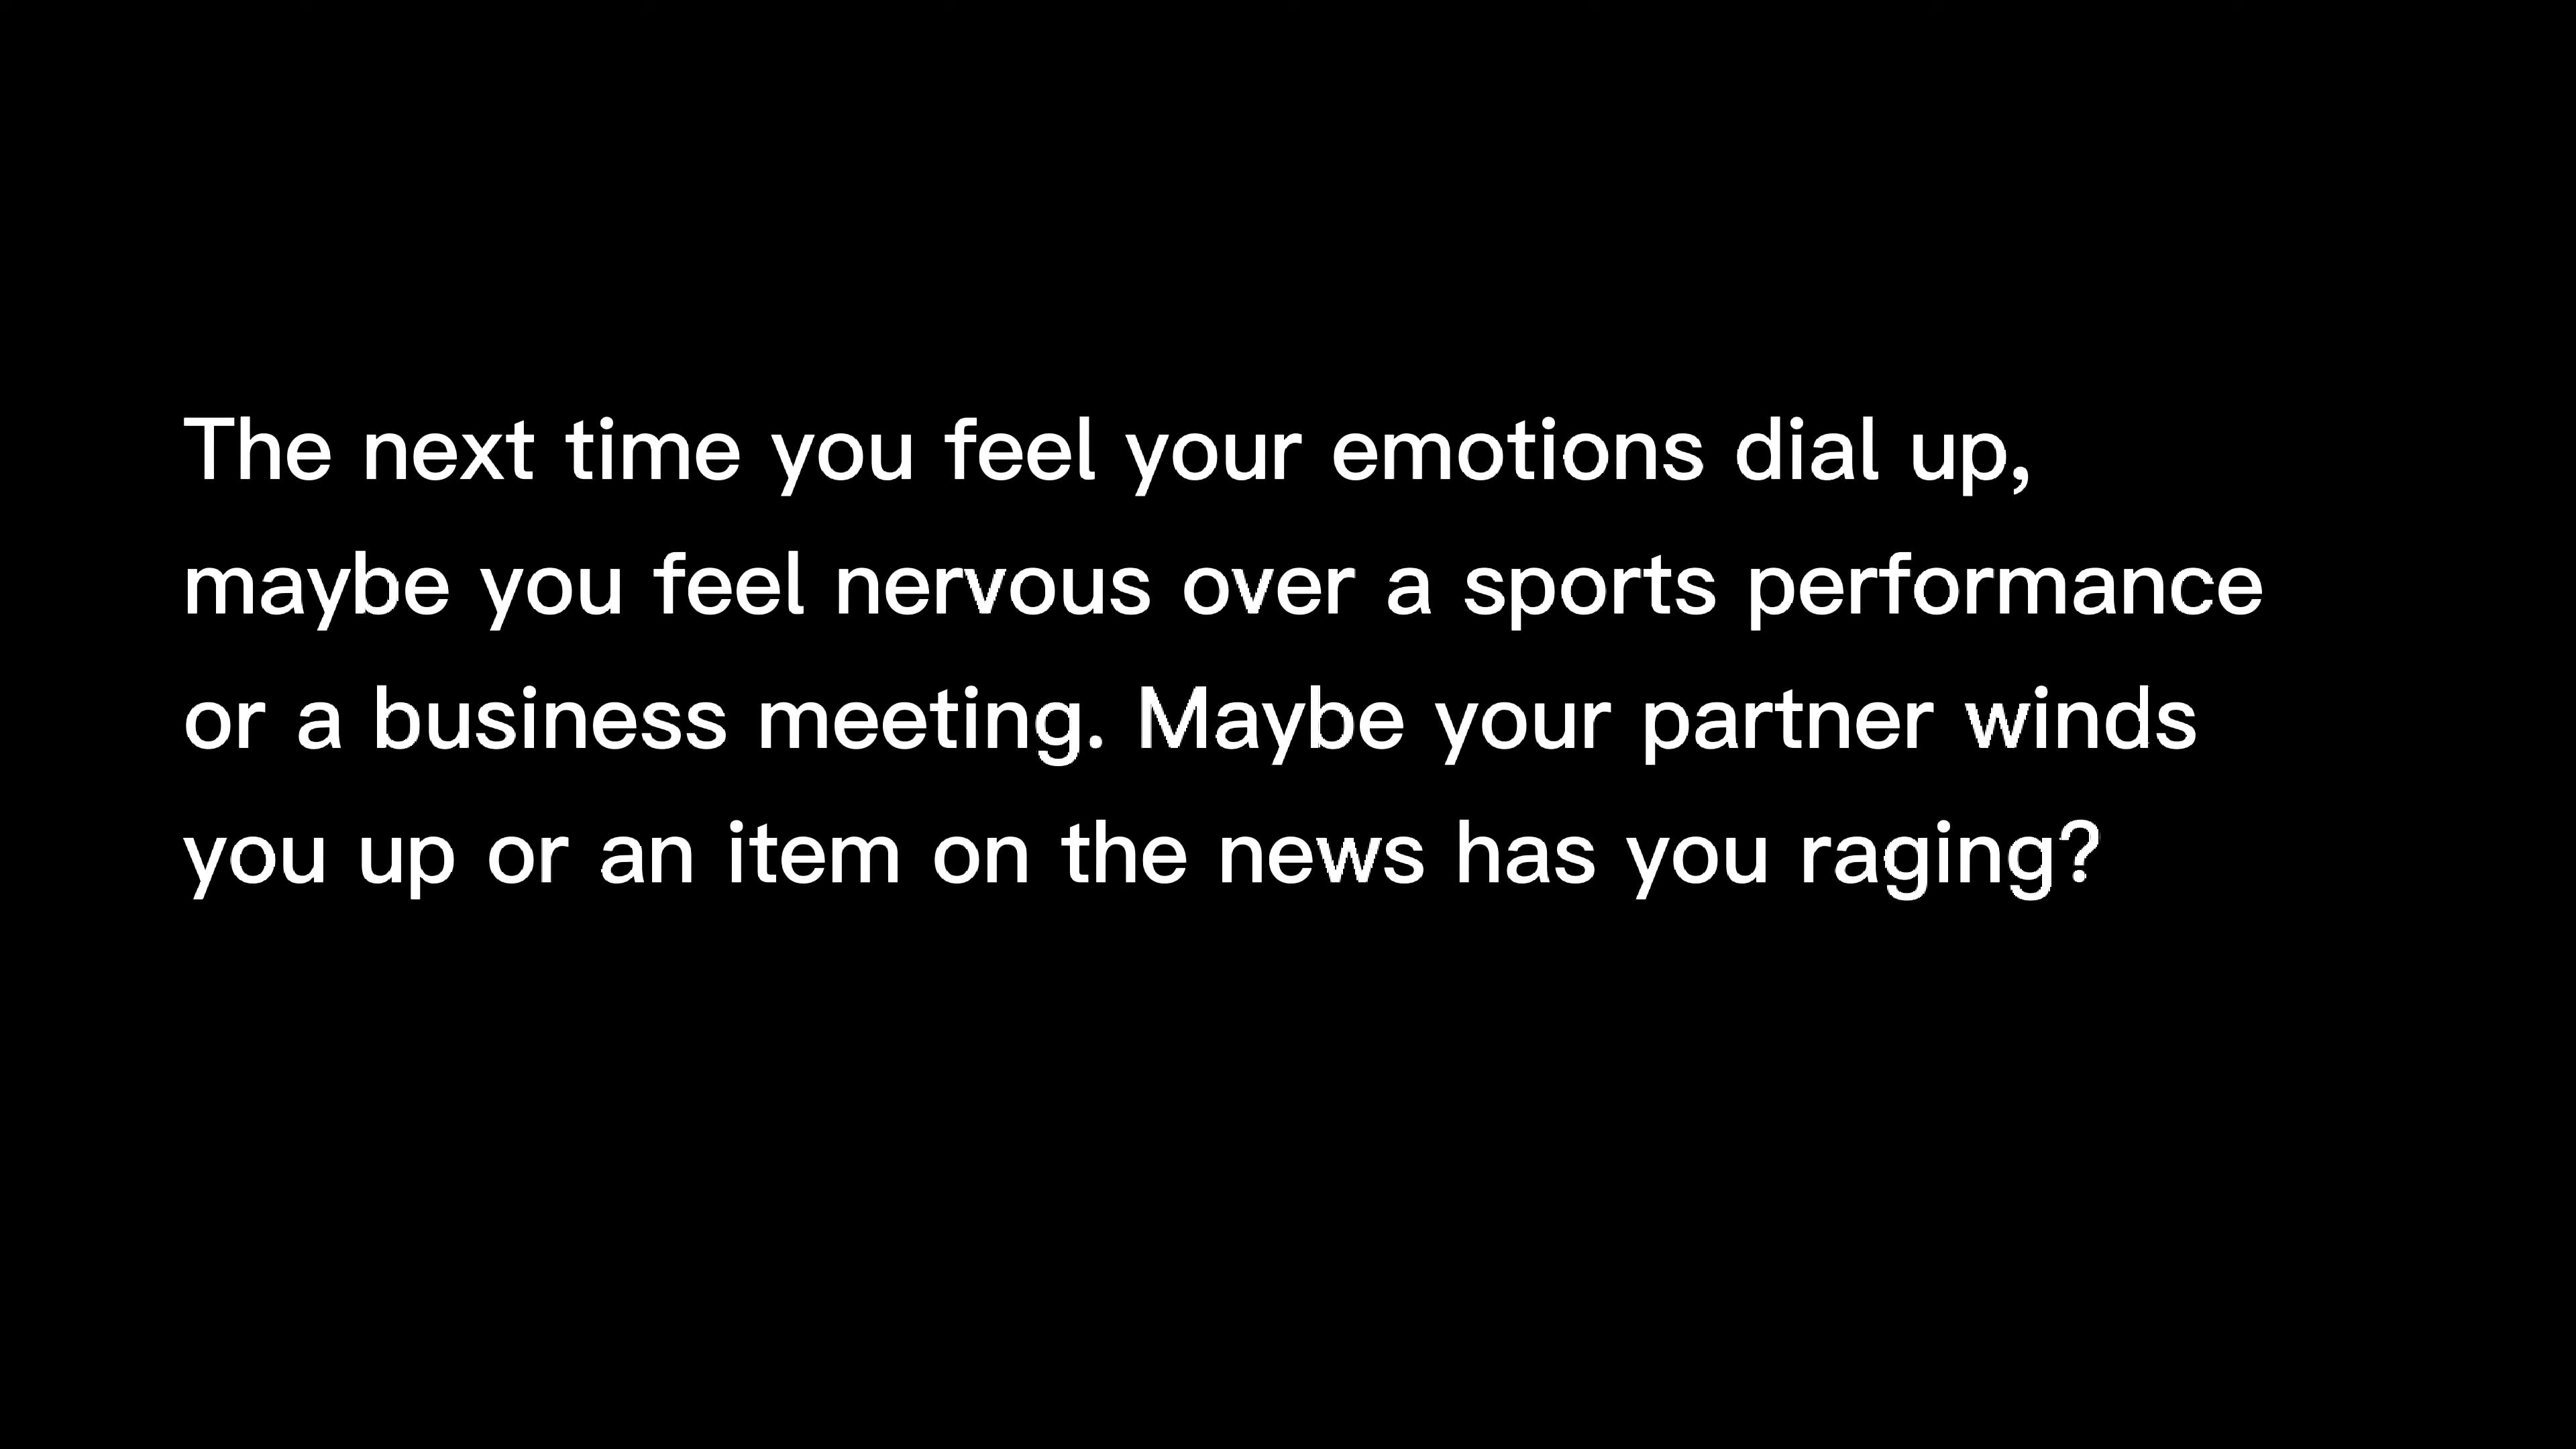 The next time you feel your emotions dial up,
maybe you feel nervous over a sports performance
or a business meeting. Maybe your partner winds
you up or an item on the news has you raging?